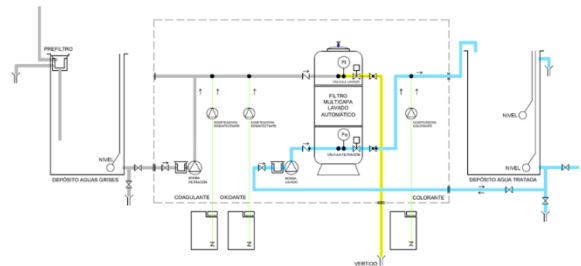 PREFILTRO
NIVEL
DEPÓSITO AGUAS GRISES
BOMBA
FILTRACIÓN
COAGULANTE
OXIDANTE
FILTRO
MULTICAPA
LAVADO
AUTOMÁTICO
BOMBA
LAVADO
COLORANTE
VERTICIO
NIVEL
NIVEL
DEPÓSITO AGUA TRATADA